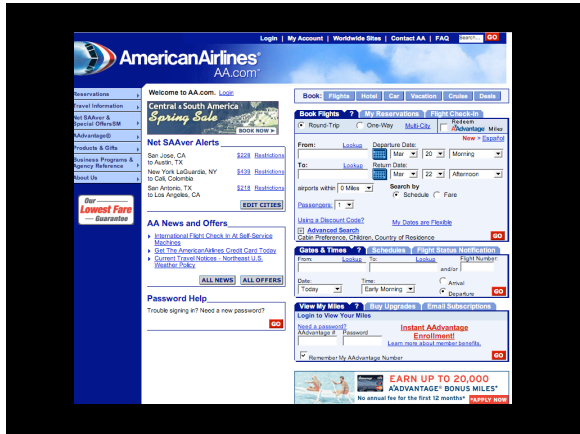 Login | My Account | Worldwide Sites | Contact AA | FAQ Search... GO
AmericanAirlines®
AA.com®
Reservations
Travel Information
Net SAAver &
Special OffersSM
AAdvantage®
Products & Gifts
Business Programs &
Agency Reference
About Us
Our
Lowest Fare
Guarantee
Welcome to AA.com. Login
Central & South America
Spring Sale
BOOK NOW ►
Net SAAver Alerts
San Jose, CA $228 Restrictions
to Austin, TX
New York LaGuardia, NY $439 Restrictions
to Cali, Colombia
San Antonio, TX $218 Restrictions
to Los Angeles, CA
EDIT CITIES
AA News and Offers
International Flight Check In At Self-Service
Machines
Get The AmericanAirlines Credit Card Today
Current Travel Notices - Northeast U.S.
Weather Policy
ALL NEWS ALL OFFERS
Password Help
Trouble signing in? Need a new password?
GO
Book: Flights Hotel Car Vacation Cruise Deals
Book Flights ? My Reservations Flight Check-In
Round-Trip One-Way Multi-City Redeem
AAdvantage Miles
New > Español
From: Lookup Departure Date:
Mar 20 Morning
To: Lookup Return Date:
Mar 22 Afternoon
airports within 0 Miles Search by
Schedule Fare
Passengers: 1
Using a Discount Code? My Dates are Flexible
Advanced Search
Cabin Preference, Children, Country of Residence GO
Gates & Times ? Schedules Flight Status Notification
From: Lookup To: Lookup Flight Number:
and/or
Date: Time: Arrival
Today Early Morning Departure GO
View My Miles ? Buy Upgrades Email Subscriptions
Login to View Your Miles
Need a password?
AAdvantage # Password
Instant AAdvantage
Enrollment!
Learn more about member benefits.
Remember My AAdvantage Number GO
EARN UP TO 20,000
AADVANTAGE® BONUS MILES*
No annual fee for the first 12 months* *APPLY NOW